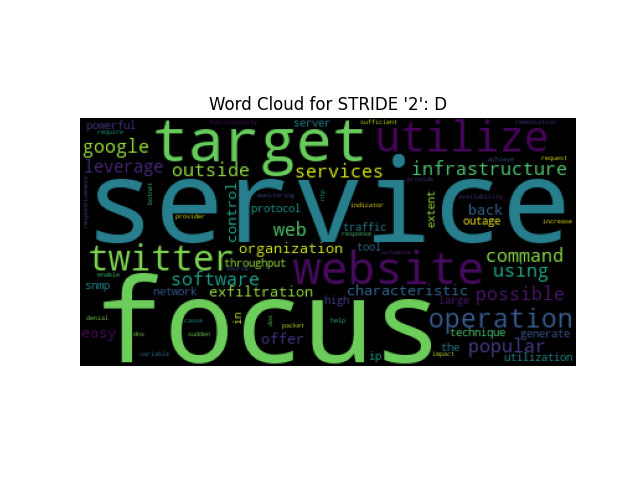 Word Cloud for STRIDE '2': D
powerful
require
functionality
server
sufficient
remediation
google
target
utilize
leverage
outside
services
infrastructure
achieve
request
responsiveness
botnet
service
control
monitoring
ntp
provide
availability
provider
protocol
indicator
extent
back
outage
increase
web
traffic
response
twitter
organization
tool
command
enable
throughput
website
using
snmp
software
exfiltration
characteristic
network
high
large
possible
focus
denial
easy
dns
cause
sudden
in
dos
packet
help
operation
technique
generate
offer
the
popular
variable
ip
impact
utilization